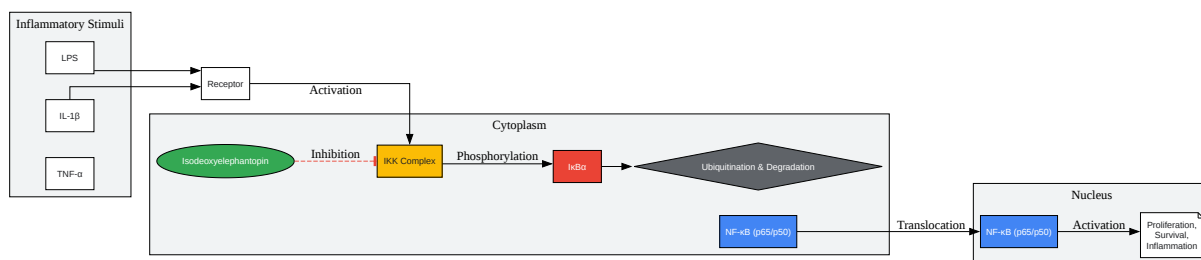 Inflammatory Stimuli
LPS
IL-1β
TNF-α
Receptor
Activation
Cytoplasm
Isodeoxyelephantopin
Inhibition
IKK Complex
Phosphorylation
IκBα
Ubiquitination & Degradation
NF-κB (p65/p50)
Translocation
Nucleus
NF-κB (p65/p50)
Activation
Proliferation,
Survival,
Inflammation